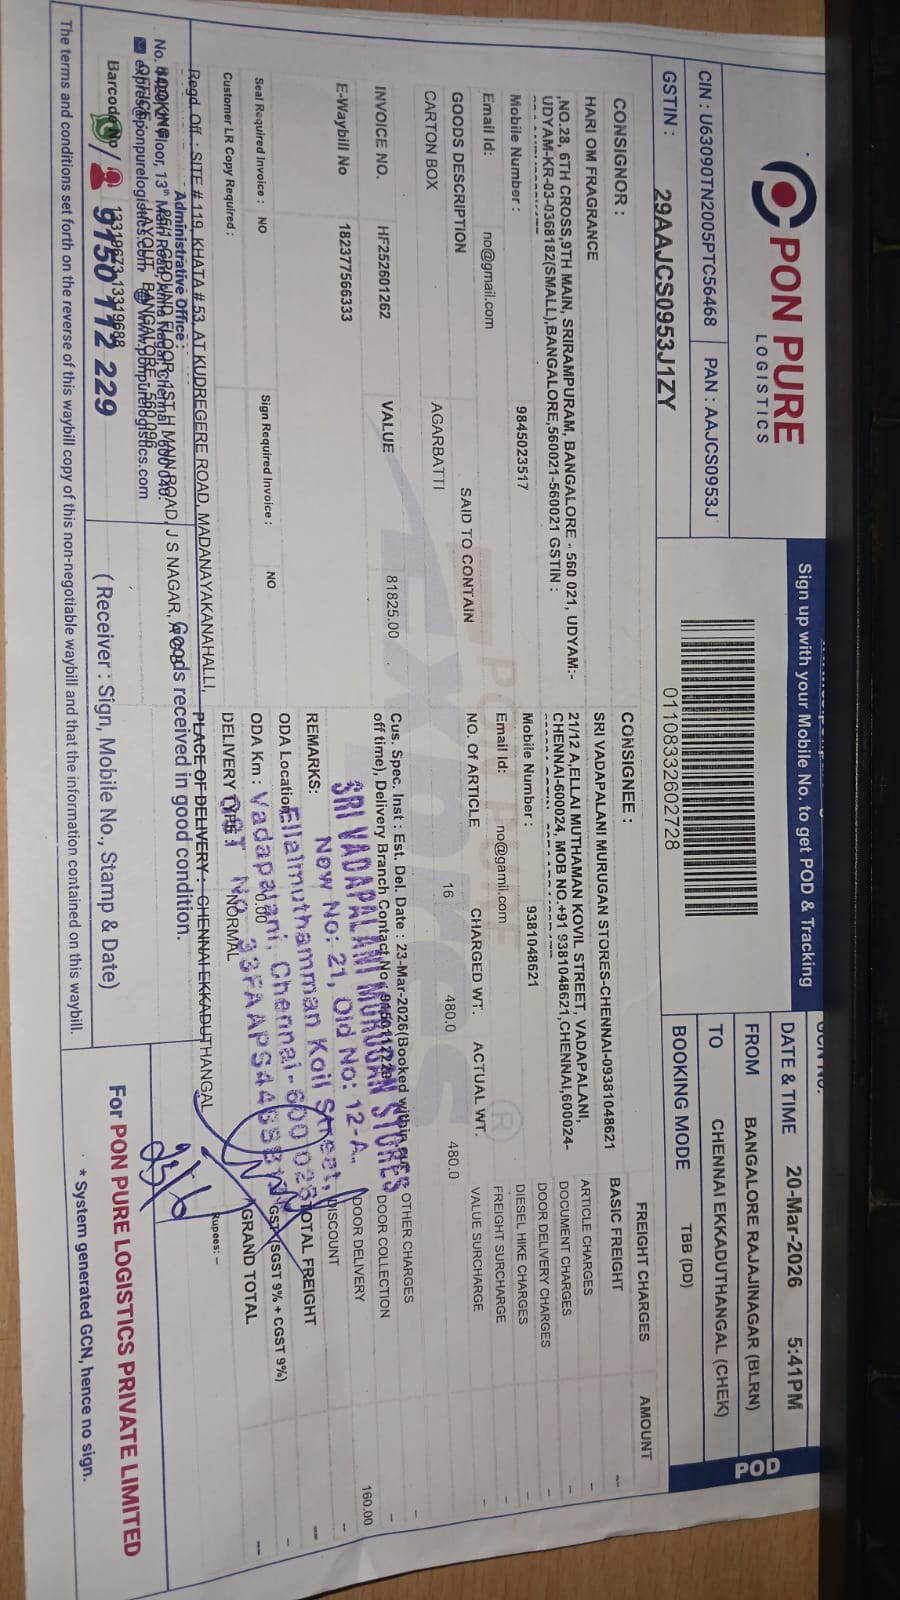 PON PURE
LOGISTICS
CIN : U63090TN2005PTC56468 PAN : AAJCS0953J
GSTIN : 29AAJCS0953J1ZY
Sign up with your Mobile No. to get POD & Tracking
01108332602728
DATE & TIME 20-Mar-2026 5:41PM
FROM BANGALORE RAJAJINAGAR (BLRN)
TO CHENNAI EKKADUTHANGAL (CHEK)
BOOKING MODE TBB (DD)
POD
CONSIGNOR :
HARI OM FRAGRANCE
,NO.28, 6TH CROSS,9TH MAIN, SRIRAMPURAM, BANGALORE - 560 021, UDYAM:-
UDYAM-KR-03-0368182(SMALL),BANGALORE,560021-560021 GSTIN :
Mobile Number : 9845023517
Email Id: no@gmail.com
CONSIGNEE :
SRI VADAPALANI MURUGAN STORES-CHENNAI-09381048621
21/12 A,ELLAI MUTHAMAN KOVIL STREET, VADAPALANI,
CHENNAI-600024, MOB NO.+91 9381048621,CHENNAI,600024-
Mobile Number : 9381048621
Email Id: no@gamil.com
GOODS DESCRIPTION SAID TO CONTAIN NO. Of ARTICLE CHARGED WT. ACTUAL WT.
CARTON BOX AGARBATTI 16 480.0 480.0
INVOICE NO. HF252601262 VALUE 81825.00
E-Waybill No 182377566333
Seal Required Invoice : NO Sign Required Invoice : NO
Customer LR Copy Required :
Cus. Spec. Inst : Est. Del. Date : 23-Mar-2026(Booked within cut
off time), Delivery Branch Contact No : 9150112229
REMARKS:
ODA Location
ODA Km : 0.00
DELIVERY TYPE : NORMAL
PLACE OF DELIVERY : CHENNAI EKKADUTHANGAL
SRI VADAPALANI MURUGAN STORES
New No: 21, Old No: 12-A,
Ellaimuthamman Koil Street,
Vadapalani, Chennai-600 026
GST No
FREIGHT CHARGES AMOUNT
BASIC FREIGHT --
ARTICLE CHARGES –
DOCUMENT CHARGES –
DOOR DELIVERY CHARGES –
DIESEL HIKE CHARGES –
FREIGHT SURCHARGE –
VALUE SURCHARGE –
OTHER CHARGES –
DOOR COLLECTION –
DOOR DELIVERY 160.00
DISCOUNT –
TOTAL FREIGHT --
GST (SGST 9% + CGST 9%) –
GRAND TOTAL --
Rupees: –
Regd. Off. : SITE # 119, KHATA # 53, AT KUDREGERE ROAD, MADANAYAKANAHALLI,
Administrative Office :
Barcode No
13319673-13319688
9150 112 229
Goods received in good condition.
( Receiver : Sign, Mobile No., Stamp & Date)
25/6
For PON PURE LOGISTICS PRIVATE LIMITED
* System generated GCN, hence no sign.
The terms and conditions set forth on the reverse of this waybill copy of this non-negotiable waybill and that the information contained on this waybill.